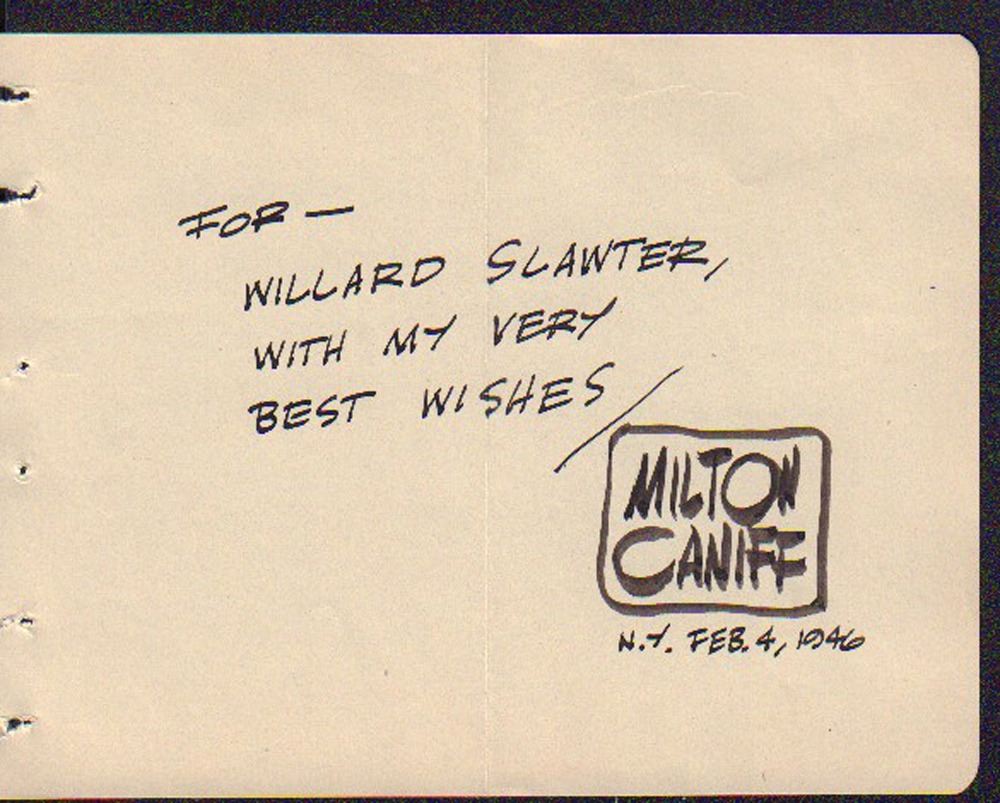 FOR —
WILLARD SLAWTER,
WITH MY VERY
BEST WISHES /
MILTON
CANIFF
N.Y. FEB. 4, 1946